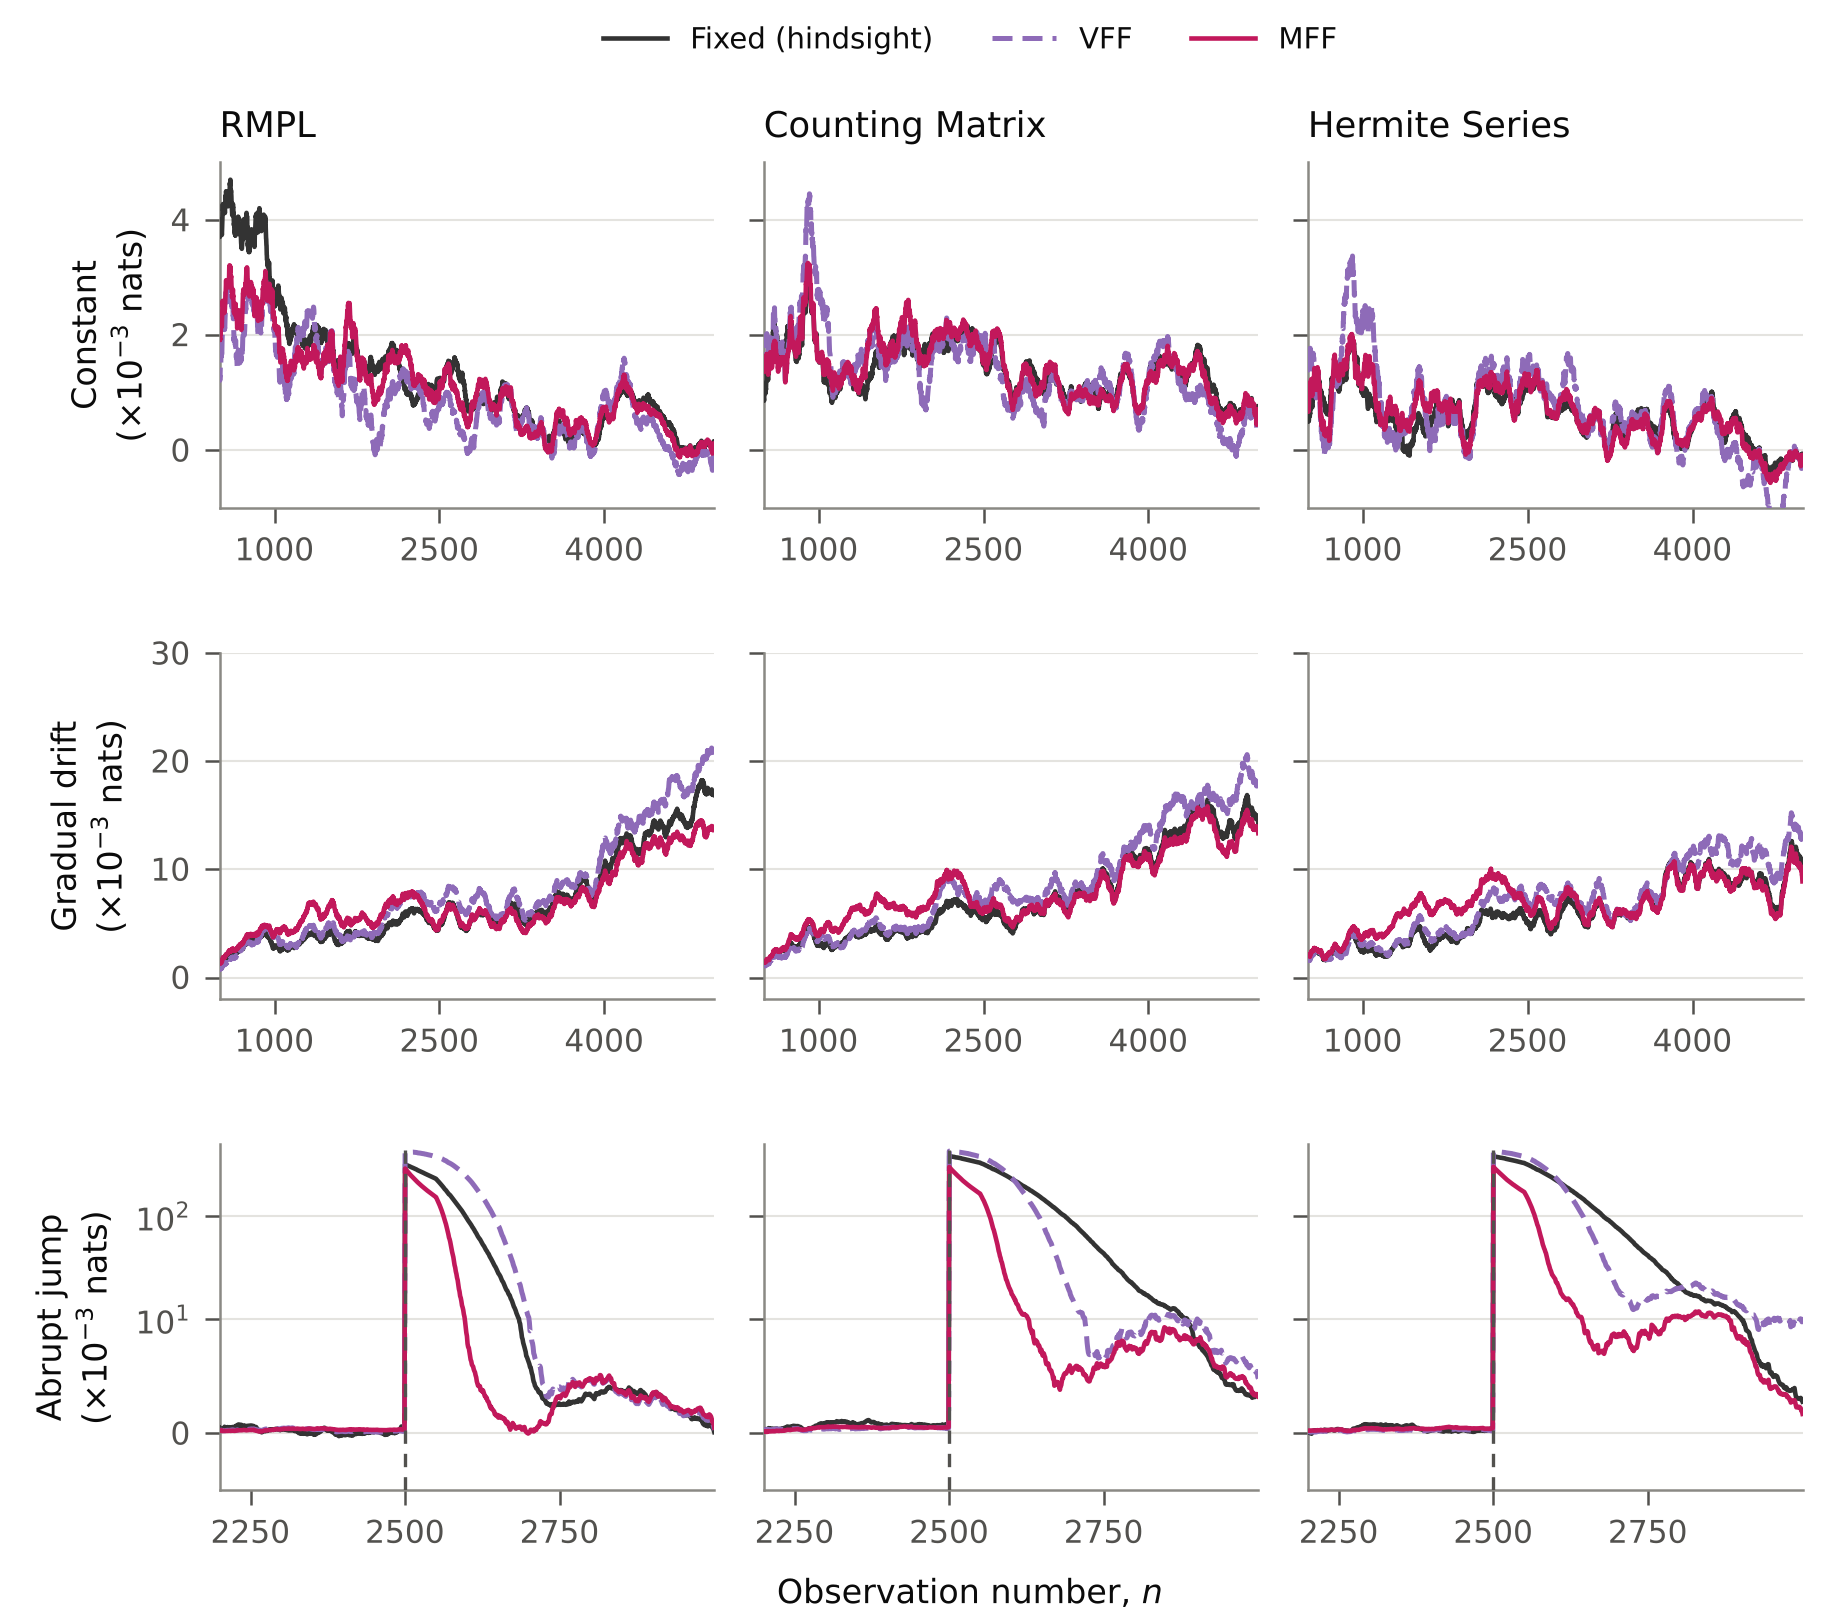 Fixed (hindsight) VFF MFF
RMPL Counting Matrix Hermite Series
Constant
(×10⁻³ nats)
4
2
0
1000 2500 4000 1000 2500 4000 1000 2500 4000
Gradual drift
(×10⁻³ nats)
30
20
10
0
1000 2500 4000 1000 2500 4000 1000 2500 4000
Abrupt jump
(×10⁻³ nats)
10²
10¹
0
2250 2500 2750 2250 2500 2750 2250 2500 2750
Observation number, n